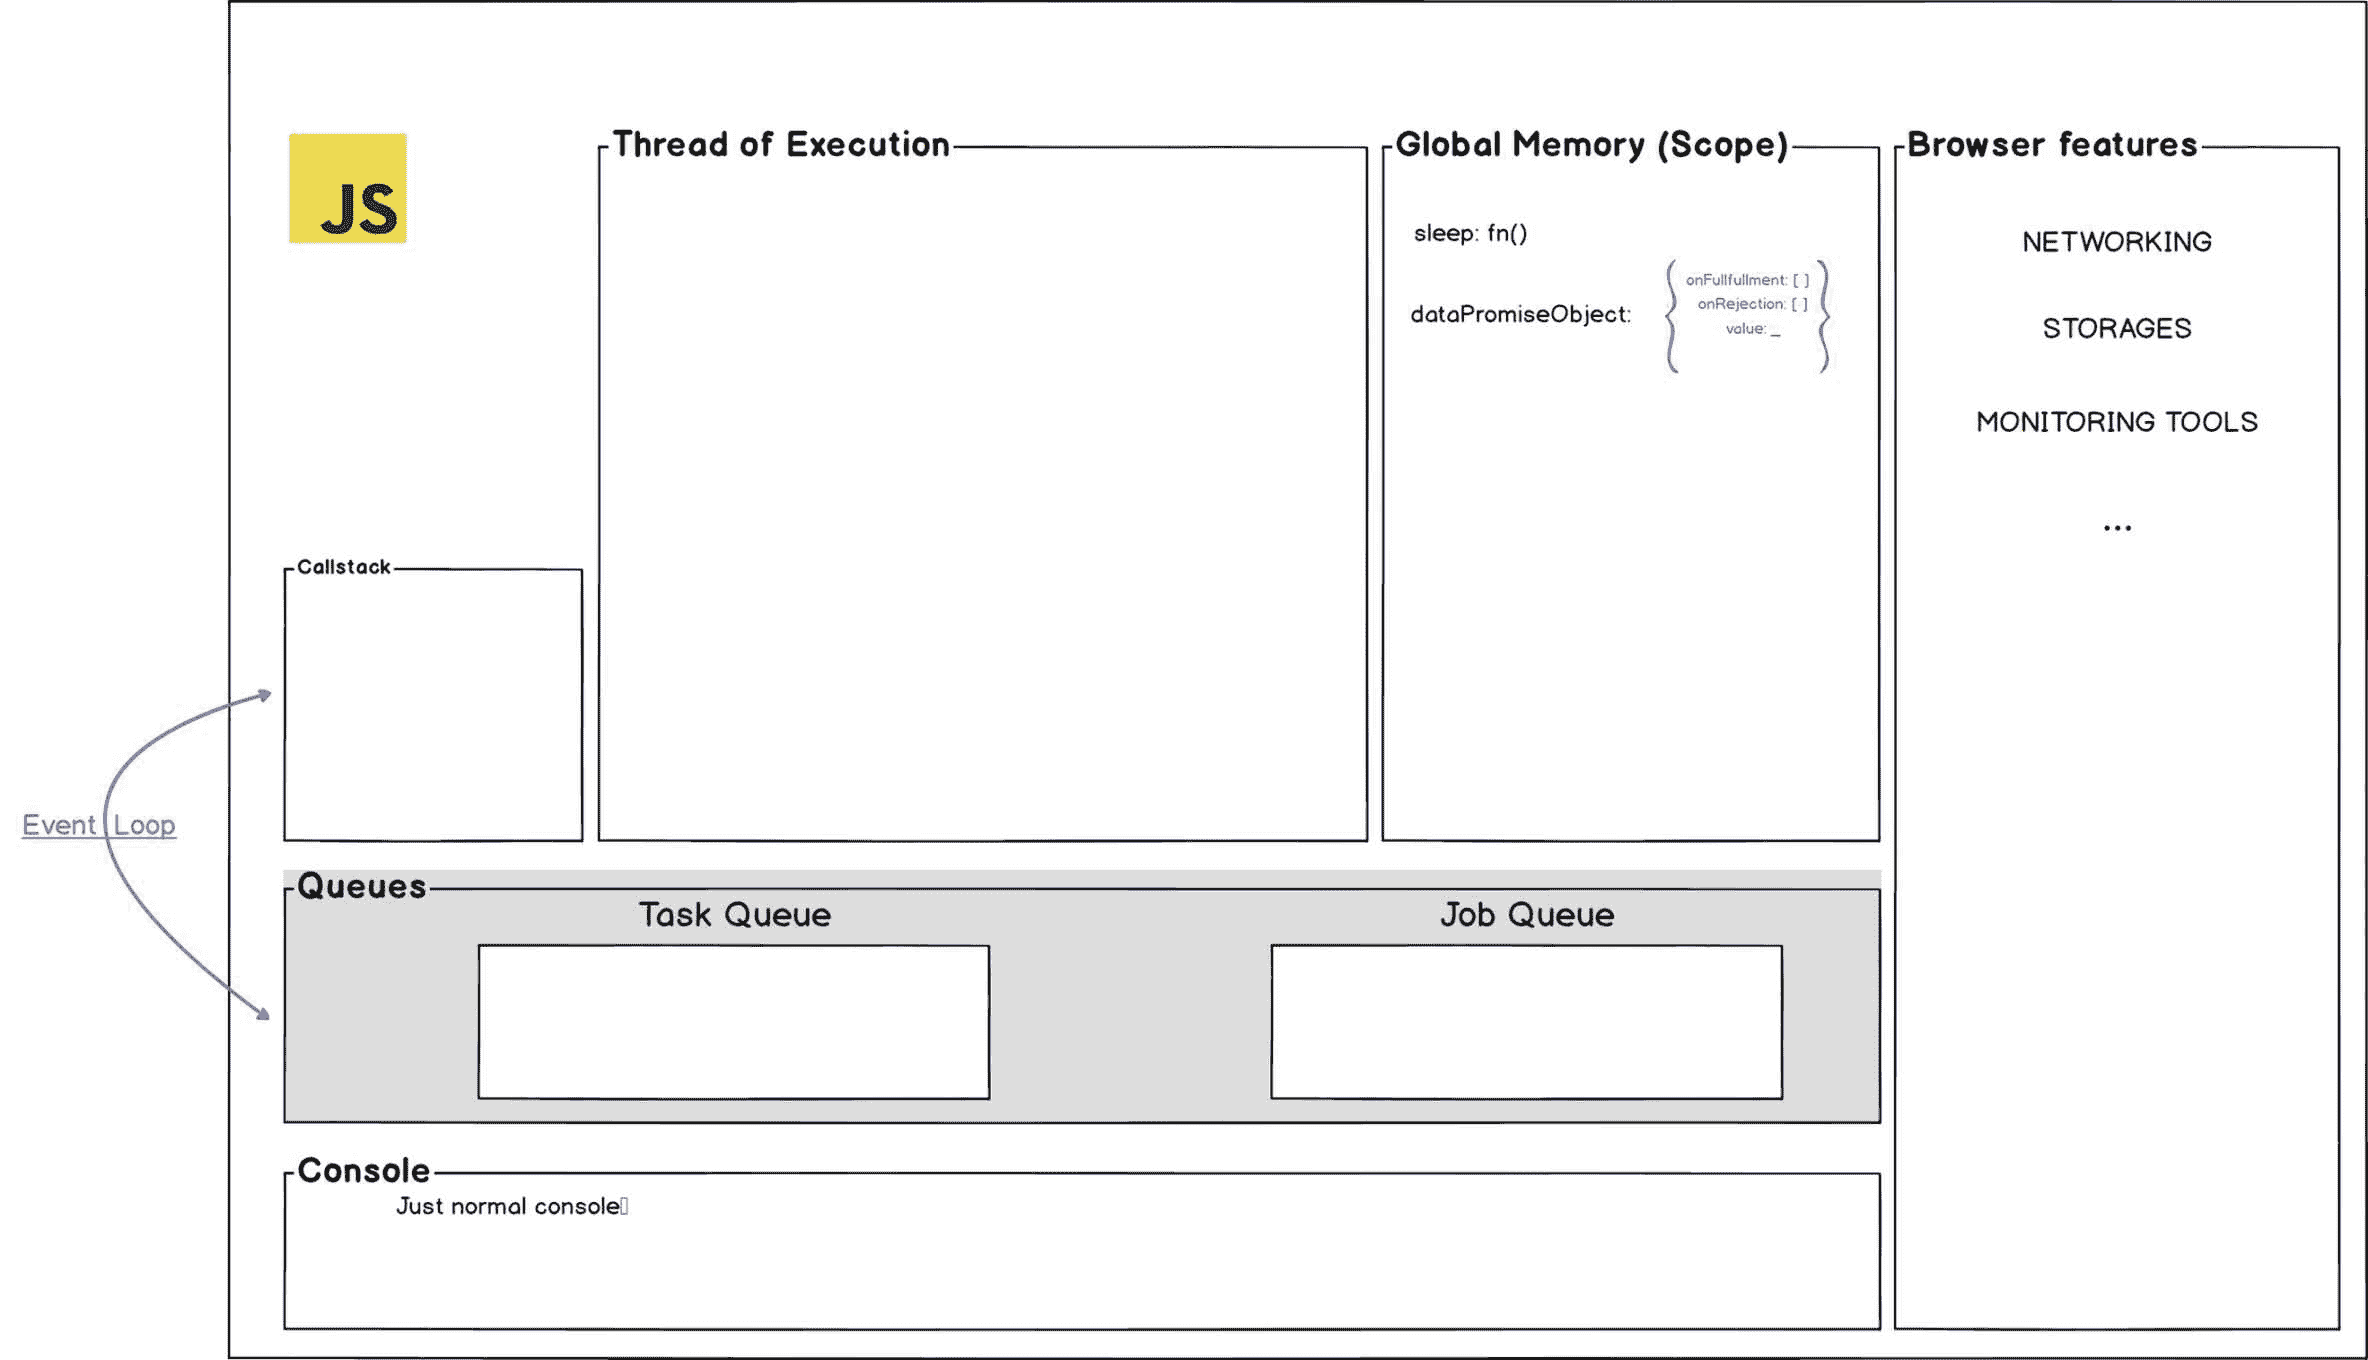 JS
Thread of Execution
Global Memory (Scope)
sleep: fn()
dataPromiseObject:
onFullfullment: [ ]
onRejection: [ ]
value: _
Browser features
NETWORKING
STORAGES
MONITORING TOOLS
...
Callstack
Event Loop
Queues
Task Queue
Job Queue
Console
Just normal console▯